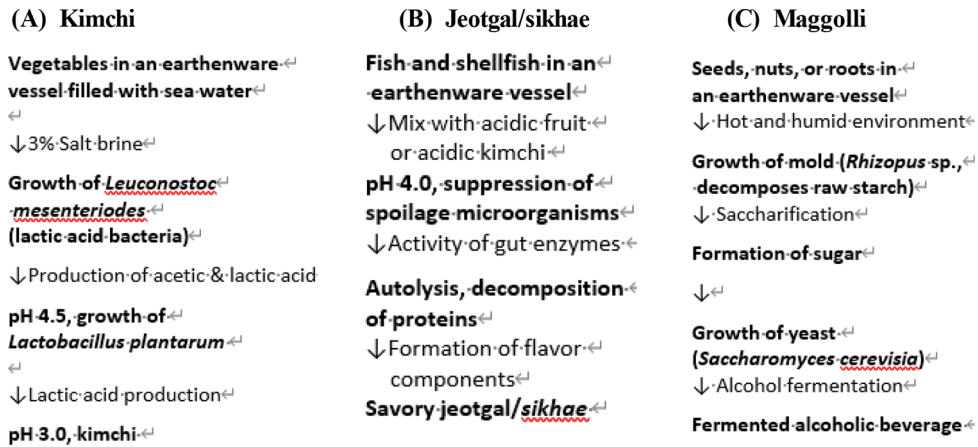 (A) Kimchi
Vegetables in an earthenware
vessel filled with sea water
↓3% Salt brine
Growth of Leuconostoc
mesenteriodes
(lactic acid bacteria)
↓Production of acetic & lactic acid
pH 4.5, growth of
Lactobacillus plantarum
↓Lactic acid production
pH 3.0, kimchi
(B) Jeotgal/sikhae
Fish and shellfish in an
earthenware vessel
↓Mix with acidic fruit
or acidic kimchi
pH 4.0, suppression of
spoilage microorganisms
↓Activity of gut enzymes
Autolysis, decomposition
of proteins
↓Formation of flavor
components
Savory jeotgal/sikhae
(C) Maggolli
Seeds, nuts, or roots in
an earthenware vessel
↓ Hot and humid environment
Growth of mold (Rhizopus sp.,
decomposes raw starch)
↓ Saccharification
Formation of sugar
↓
Growth of yeast
(Saccharomyces cerevisia)
↓ Alcohol fermentation
Fermented alcoholic beverage